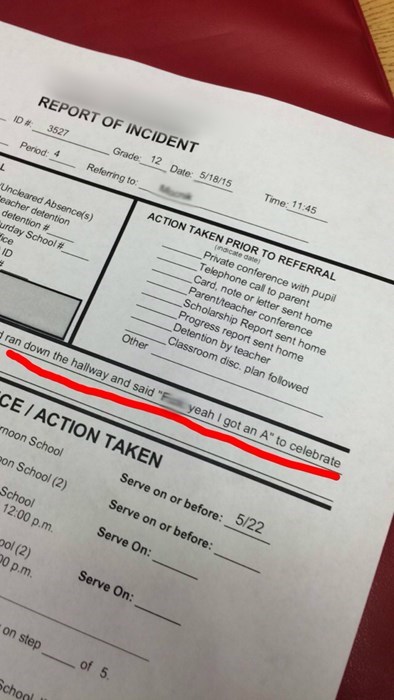 REPORT OF INCIDENT
ID #: 3527 Grade: 12 Date: 5/18/15 Time: 11:45
Period: 4 Referring to:
Uncleared Absence(s)
eacher detention
detention #
urday School #
fice
ID
#
ACTION TAKEN PRIOR TO REFERRAL
(indicate date)
Private conference with pupil
Telephone call to parent
Card, note or letter sent home
Parent/teacher conference
Scholarship Report sent home
Progress report sent home
Detention by teacher
Classroom disc. plan followed
Other
d ran down the hallway and said "F yeah I got an A" to celebrate
CE / ACTION TAKEN
rnoon School Serve on or before: 5/22
on School (2) Serve on or before:
School Serve On:
12:00 p.m.
ool (2) Serve On:
00 p.m.
on step of 5.
School